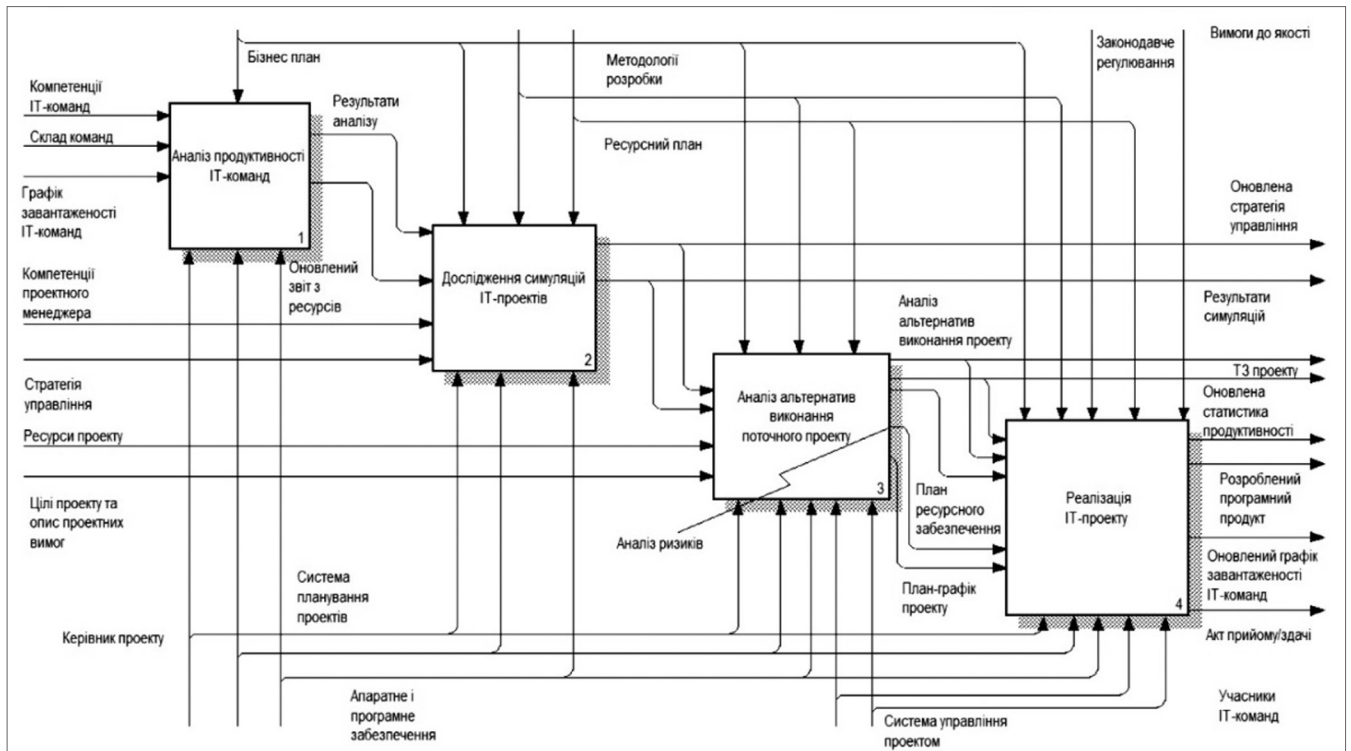 Бізнес план
Методології
розробки
Законодавче
регулювання
Вимоги до якості
Компетенції
ІТ-команд
Склад команд
Графік
завантаженості
ІТ-команд
Аналіз продуктивності
ІТ-команд
1
Результати
аналізу
Ресурсний план
Оновлений
звіт з
ресурсів
Компетенції
проектного
менеджера
Стратегія
управління
Дослідження симуляцій
ІТ-проектів
2
Оновлена
стратегія
управління
Результати
симуляцій
Ресурси проекту
Цілі проекту та
опис проектних
вимог
Аналіз альтернатив
виконання
поточного проекту
3
Аналіз
альтернатив
виконання проекту
ТЗ проекту
Оновлена
статистика
продуктивності
Аналіз ризиків
План
ресурсного
забезпечення
План-графік
проекту
Реалізація
ІТ-проекту
4
Розроблений
програмний
продукт
Оновлений графік
завантаженості
ІТ-команд
Акт прийому/здачі
Керівник проекту
Система
планування
проектів
Апаратне і
програмне
забезпечення
Система управління
проектом
Учасники
ІТ-команд